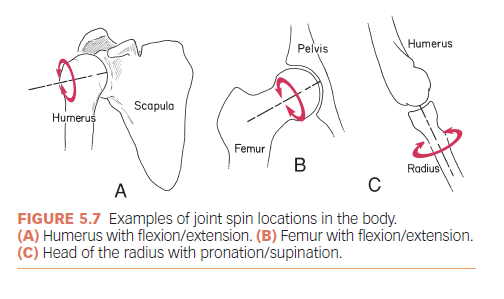 Pelvis
Humerus
Scapula
Humerus
Femur
Radius
A
B
C
FIGURE 5.7 Examples of joint spin locations in the body.
(A) Humerus with flexion/extension. (B) Femur with flexion/extension.
(C) Head of the radius with pronation/supination.